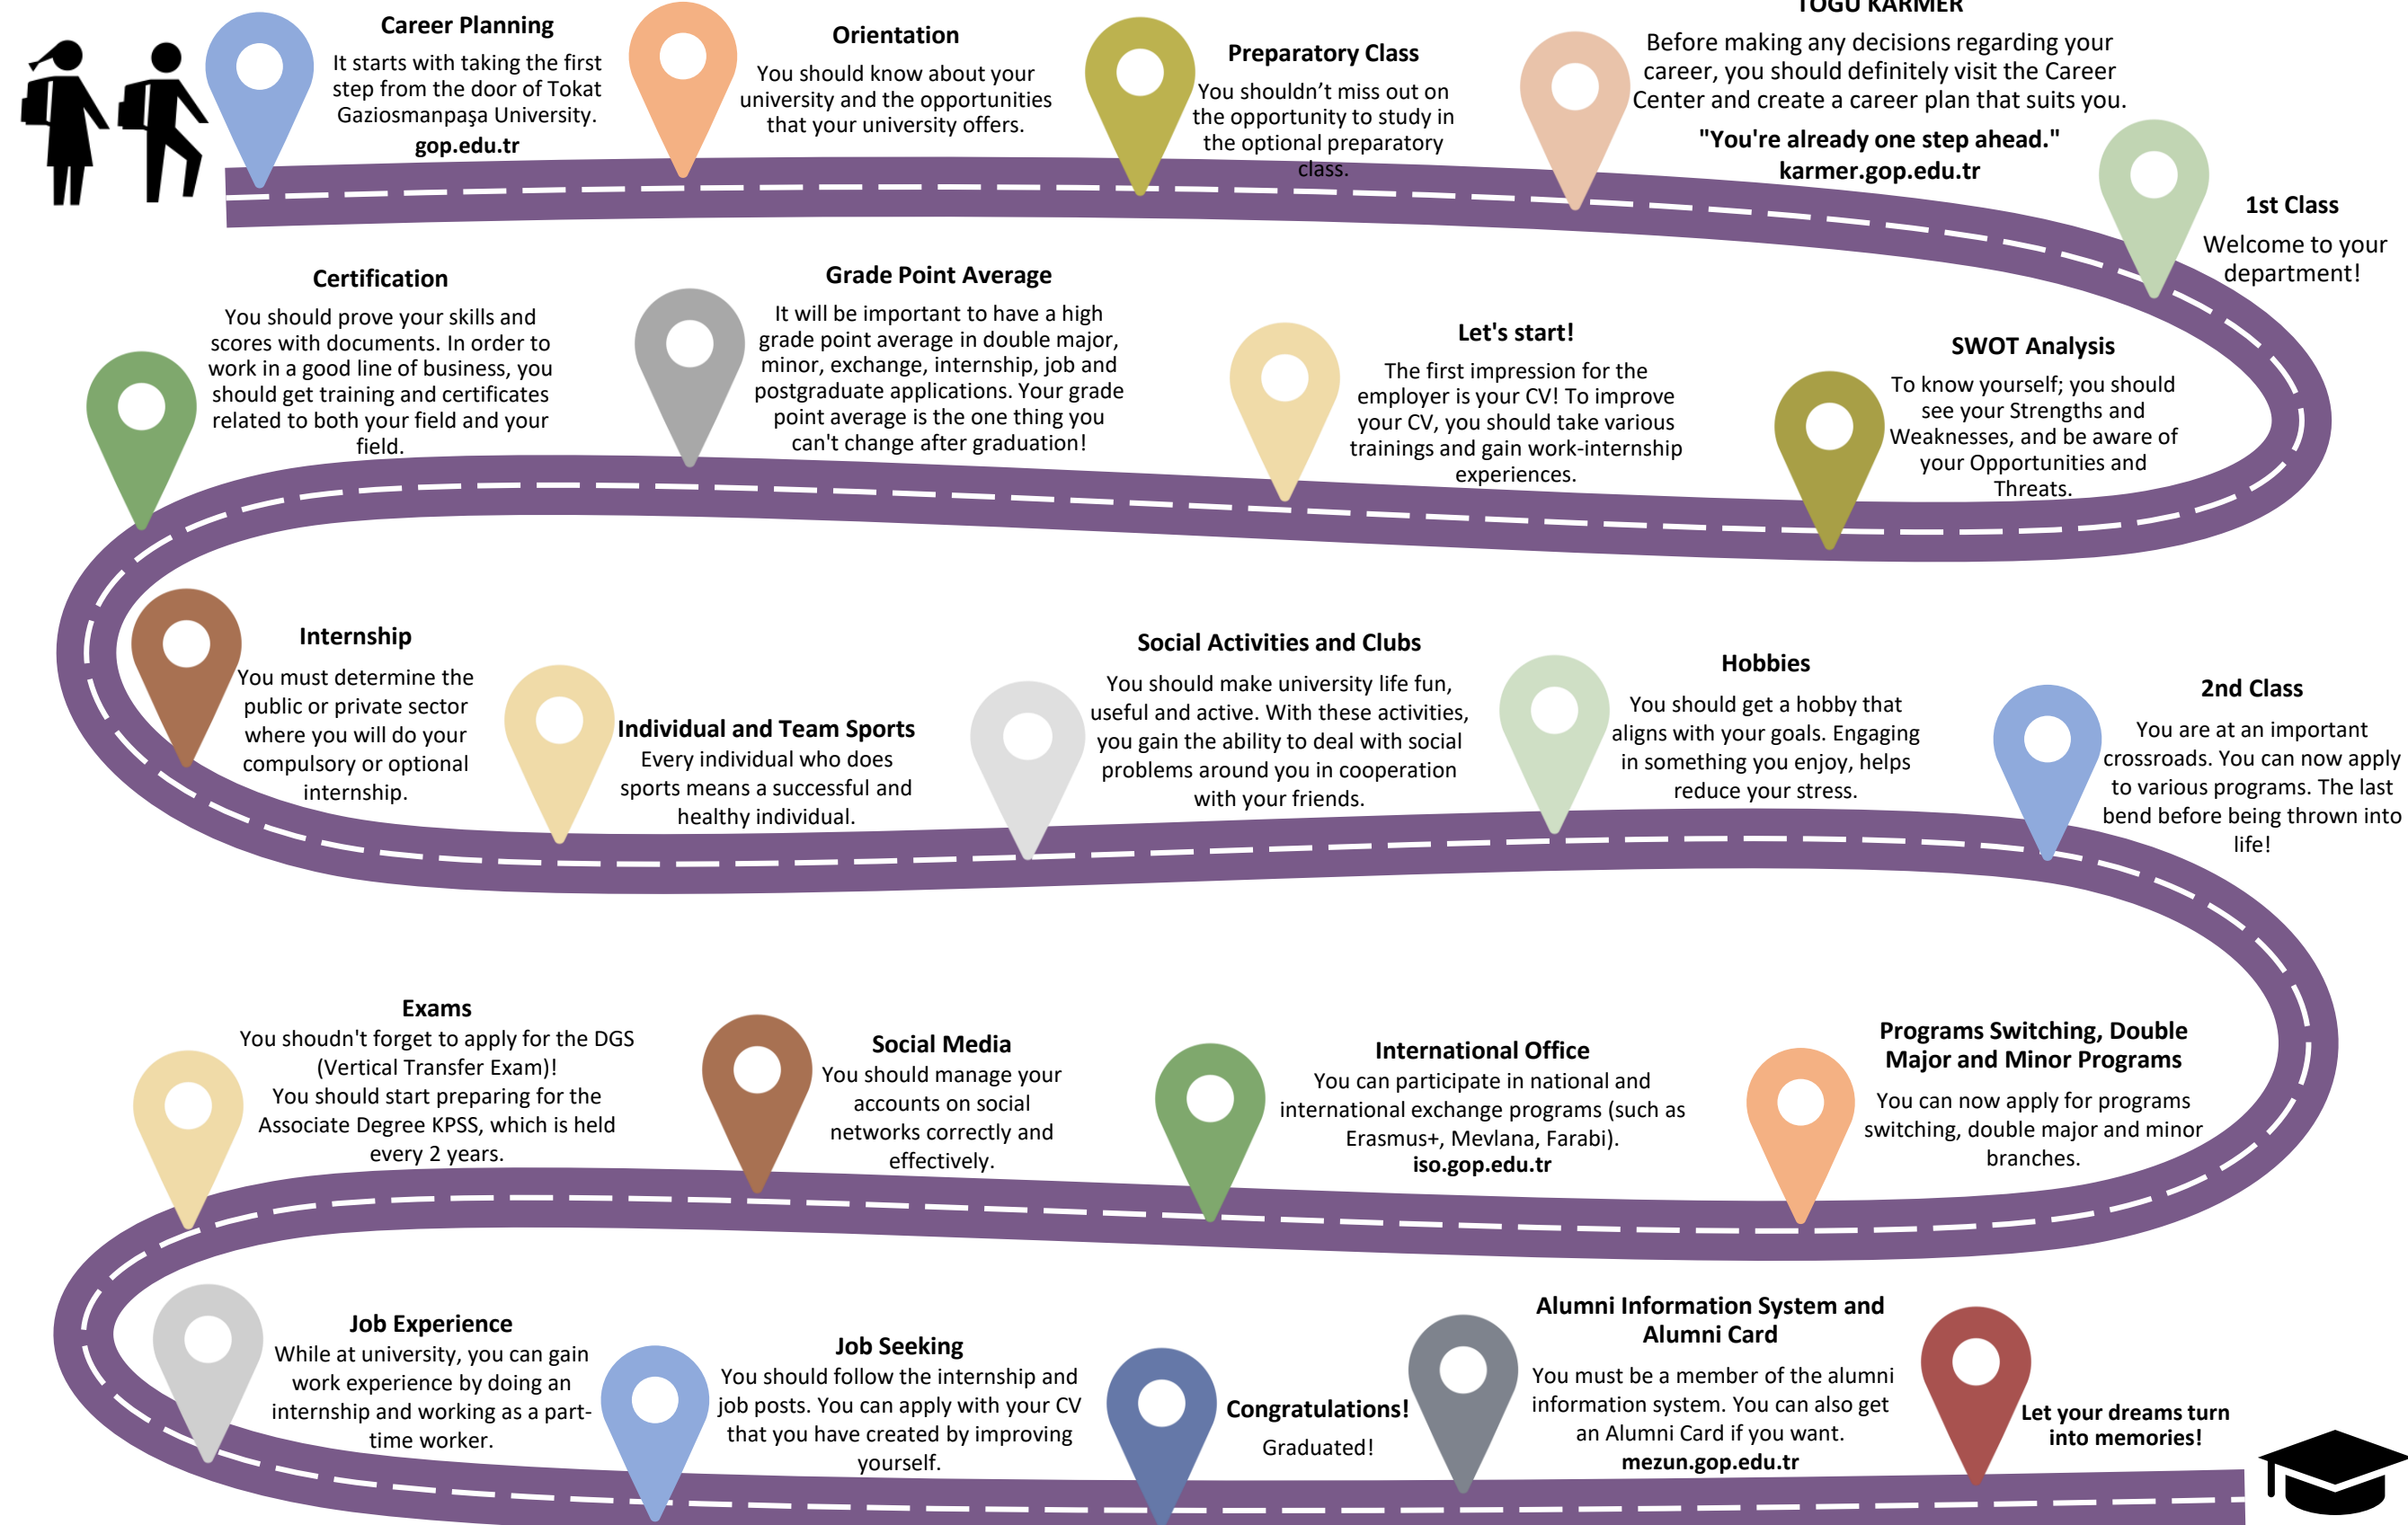 Career Planning
It starts with taking the first
step from the door of Tokat
Gaziosmanpaşa University.
gop.edu.tr
Orientation
You should know about your
university and the opportunities
that your university offers.
Preparatory Class
You shouldn’t miss out on
the opportunity to study in
the optional preparatory
class.
TOGÜ KARMER
Before making any decisions regarding your
career, you should definitely visit the Career
Center and create a career plan that suits you.
"You're already one step ahead."
karmer.gop.edu.tr
1st Class
Welcome to your
department!
SWOT Analysis
To know yourself; you should
see your Strengths and
Weaknesses, and be aware of
your Opportunities and
Threats.
Let's start!
The first impression for the
employer is your CV! To improve
your CV, you should take various
trainings and gain work-internship
experiences.
Grade Point Average
It will be important to have a high
grade point average in double major,
minor, exchange, internship, job and
postgraduate applications. Your grade
point average is the one thing you
can't change after graduation!
Certification
You should prove your skills and
scores with documents. In order to
work in a good line of business, you
should get training and certificates
related to both your field and your
field.
Internship
You must determine the
public or private sector
where you will do your
compulsory or optional
internship.
Individual and Team Sports
Every individual who does
sports means a successful and
healthy individual.
Social Activities and Clubs
You should make university life fun,
useful and active. With these activities,
you gain the ability to deal with social
problems around you in cooperation
with your friends.
Hobbies
You should get a hobby that
aligns with your goals. Engaging
in something you enjoy, helps
reduce your stress.
2nd Class
You are at an important
crossroads. You can now apply
to various programs. The last
bend before being thrown into
life!
Programs Switching, Double
Major and Minor Programs
You can now apply for programs
switching, double major and minor
branches.
International Office
You can participate in national and
international exchange programs (such as
Erasmus+, Mevlana, Farabi).
iso.gop.edu.tr
Social Media
You should manage your
accounts on social
networks correctly and
effectively.
Exams
You shoudn't forget to apply for the DGS
(Vertical Transfer Exam)!
You should start preparing for the
Associate Degree KPSS, which is held
every 2 years.
Job Experience
While at university, you can gain
work experience by doing an
internship and working as a part-
time worker.
Job Seeking
You should follow the internship and
job posts. You can apply with your CV
that you have created by improving
yourself.
Congratulations!
Graduated!
Alumni Information System and
Alumni Card
You must be a member of the alumni
information system. You can also get
an Alumni Card if you want.
mezun.gop.edu.tr
Let your dreams turn
into memories!